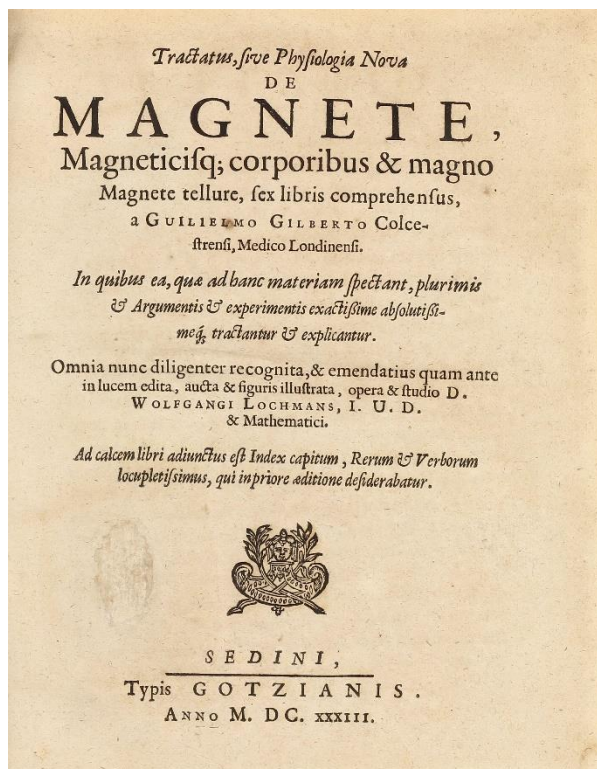 Tractatus, ſive Phyſiologia Nova
DE
MAGNETE,
Magneticiſq; corporibus & magno
Magnete tellure, ſex libris comprehenſus,
a GUILIELMO GILBERTO Colce-
ſtrenſi, Medico Londinenſi.
In quibus ea, quæ ad hanc materiam ſpectant, plurimis
& Argumentis & experimentis exactißime abſolutißi-
meq́; tractantur & explicantur.
Omnia nunc diligenter recognita, & emendatius quam ante
in lucem edita, aucta & figuris illuſtrata, opera & ſtudio D.
WOLFGANGI LOCHMANS, I. U. D.
& Mathematici.
Ad calcem libri adiunctus eſt Index capitum, Rerum & Verborum
locupletiſſimus, qui in priore æditione deſiderabatur.
SEDINI,
Typis GOTZIANIS.
ANNO M. DC. XXXIII.